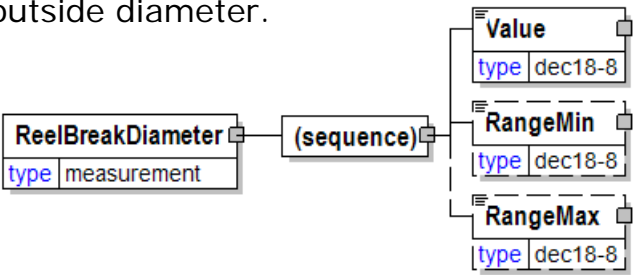 outside diameter.
Value
type dec18-8
ReelBreakDiameter
type measurement
(sequence)
RangeMin
type dec18-8
RangeMax
type dec18-8